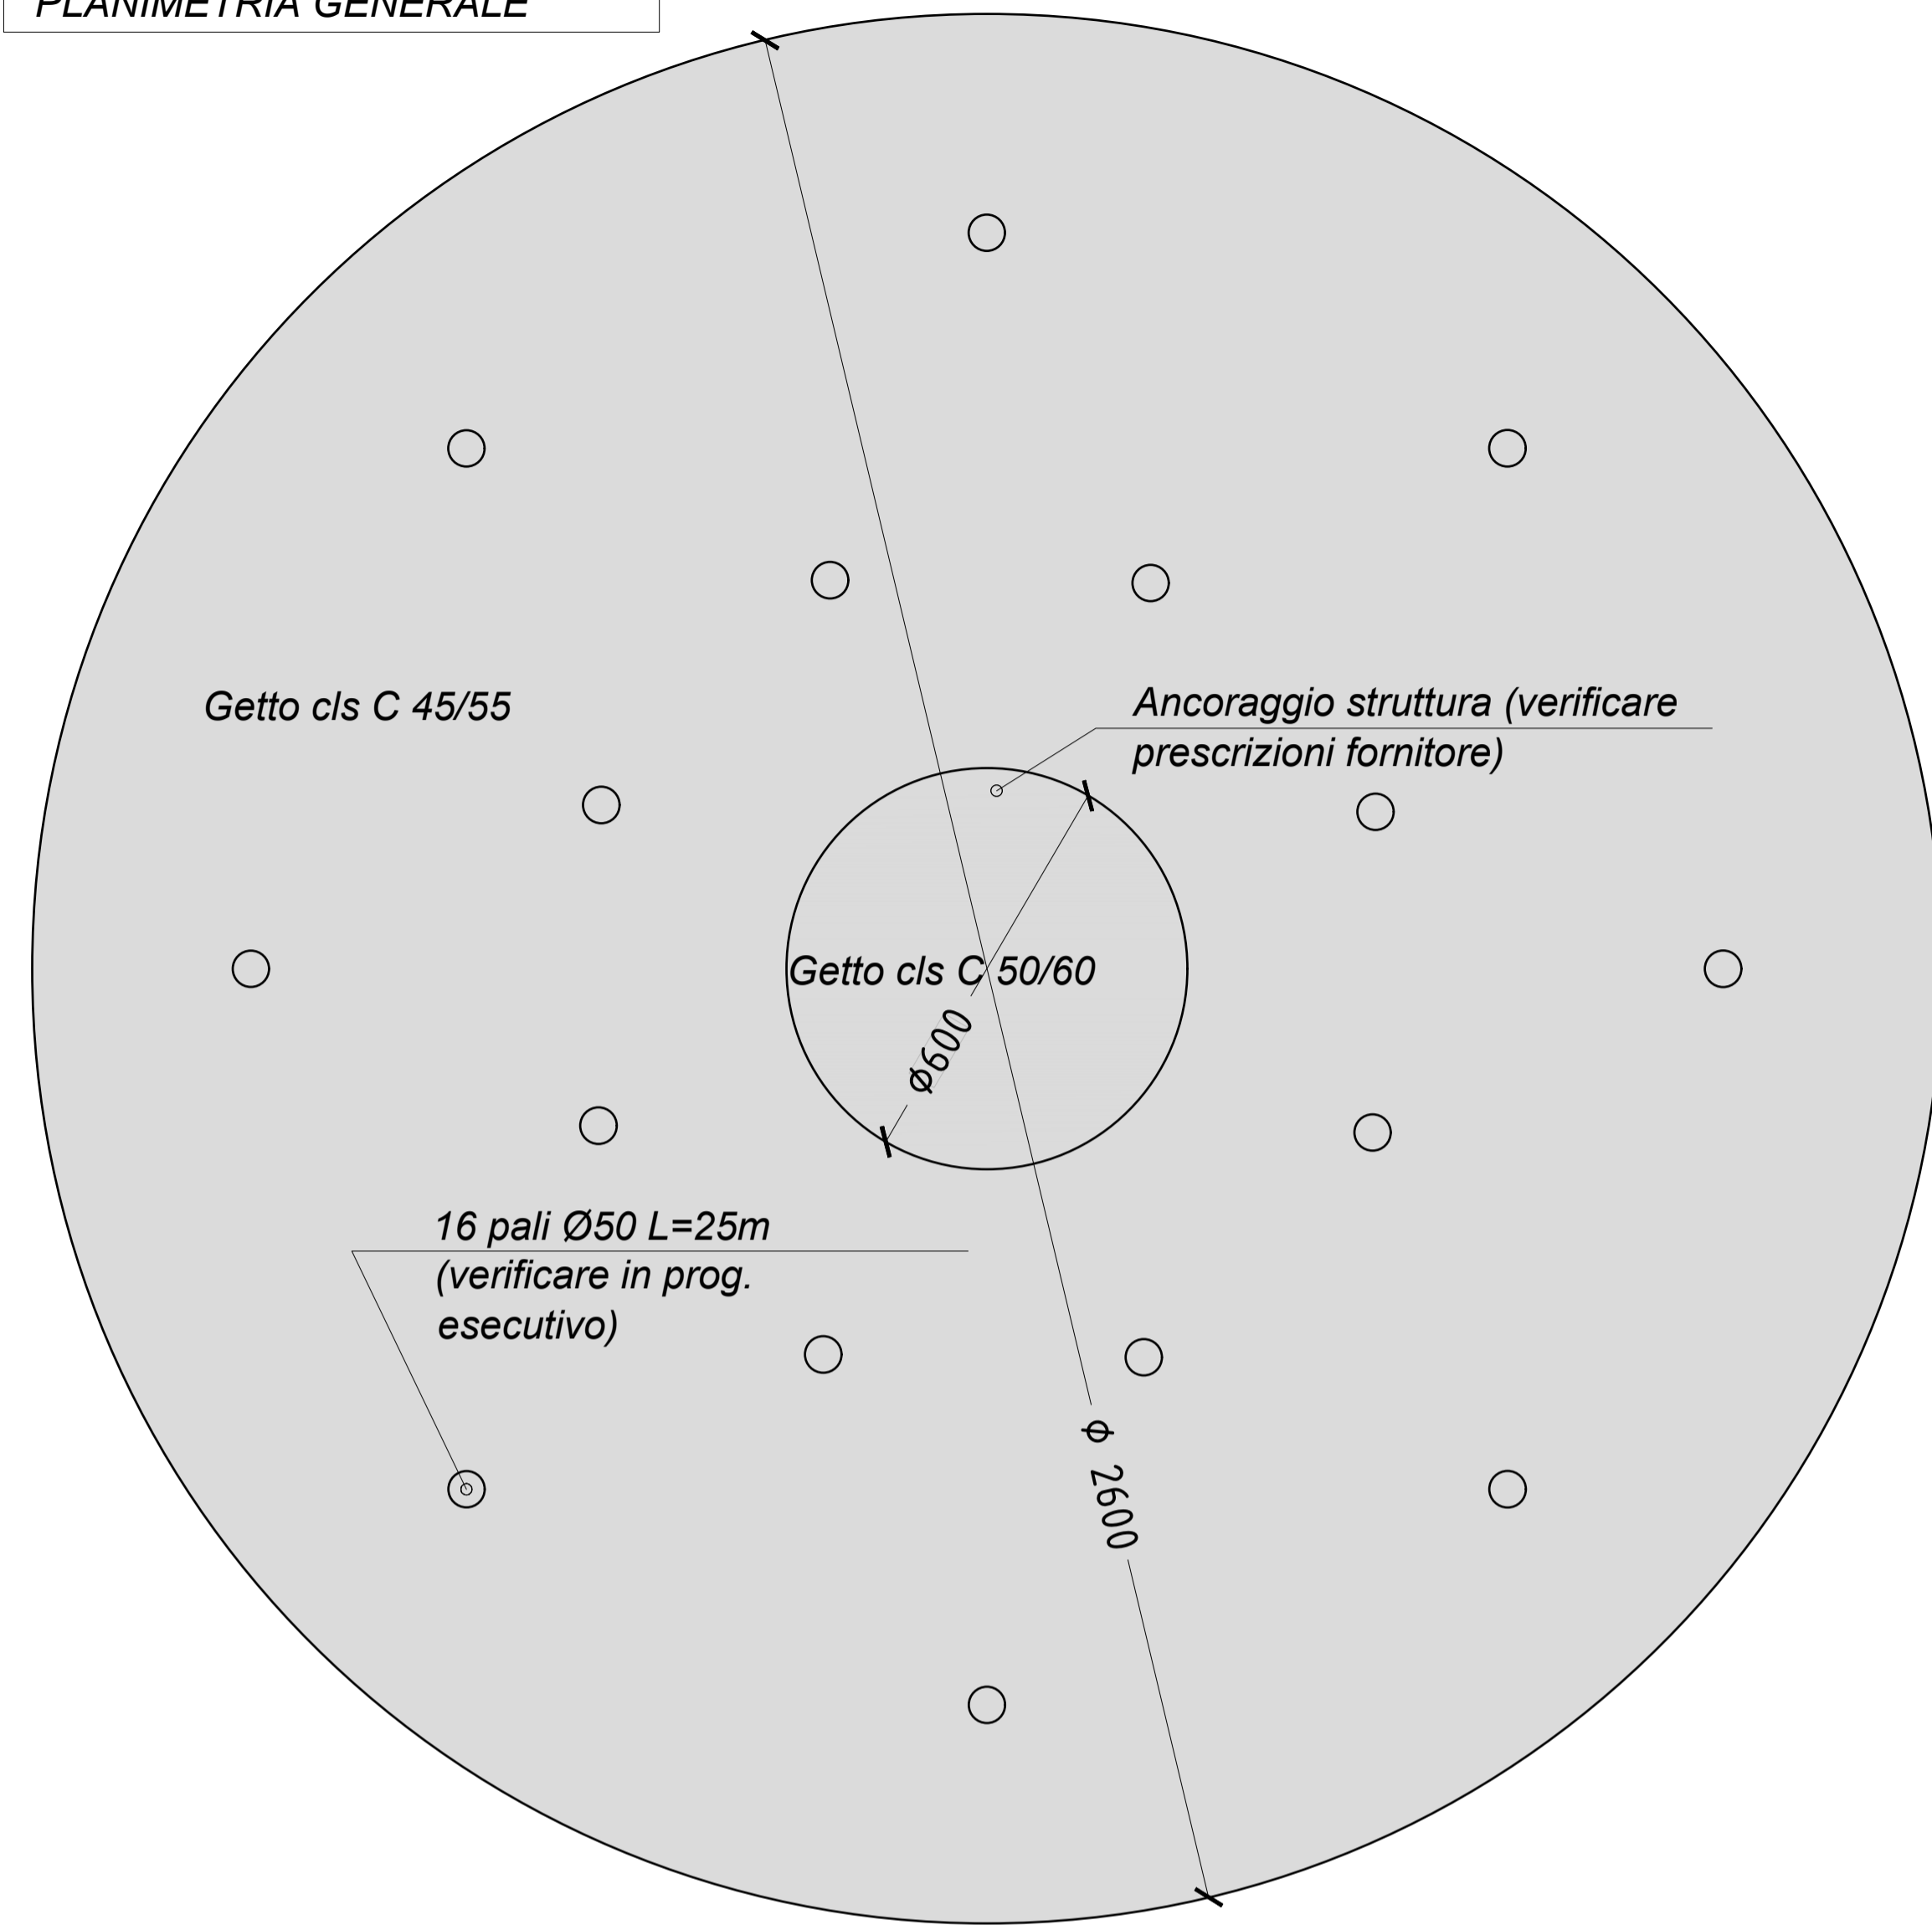 PLANIMETRIA GENERALE
Getto cls C 45/55
Ancoraggio struttura (verificare
prescrizioni fornitore)
Getto cls C 50/60
Φ600
16 pali Ø50 L=25m
(verificare in prog.
esecutivo)
Φ 2600